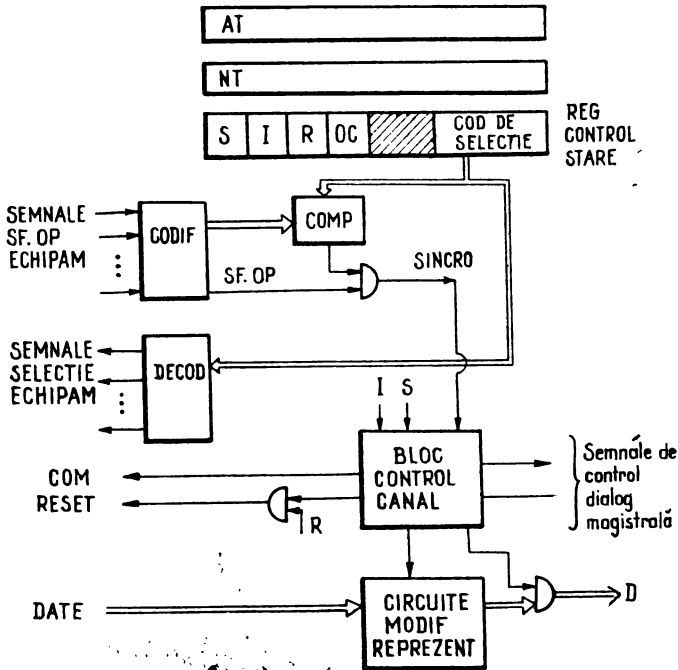 AT
NT
S I R OC
COD DE
SELECTIE
REG
CONTROL
STARE
SEMNALE
SF. OP
ECHIPAM
CODIF
COMP
SF. OP
SINCRO
SEMNALE
SELECTIE
ECHIPAM
DECOD
I S
BLOC
CONTROL
CANAL
COM
RESET
R
Semnále de
control
dialog
magistrală
DATE
CIRCUITE
MODIF
REPREZENT
D